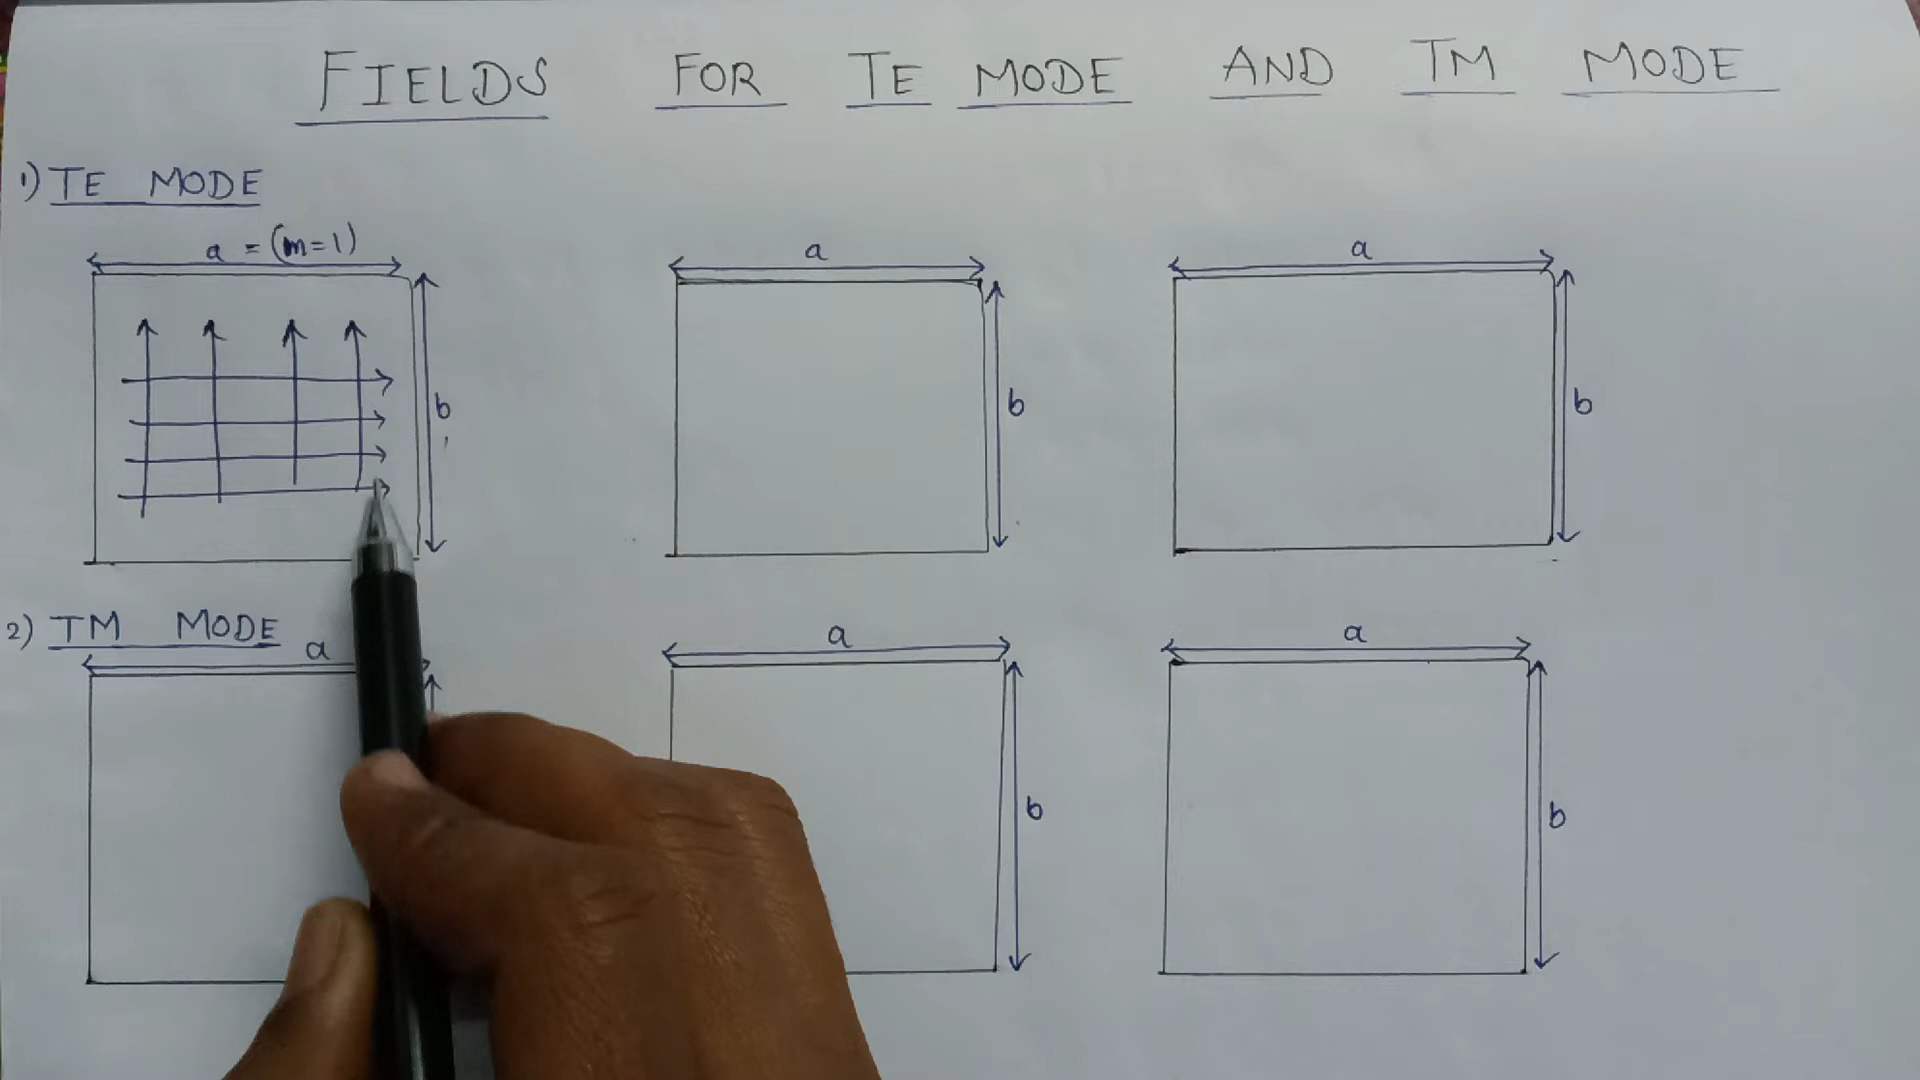 FIELDS FOR TE MODE AND TM MODE
1) TE MODE
a = (m=1)
a
a
b
b
b
2) TM MODE
a
a
a
b
b